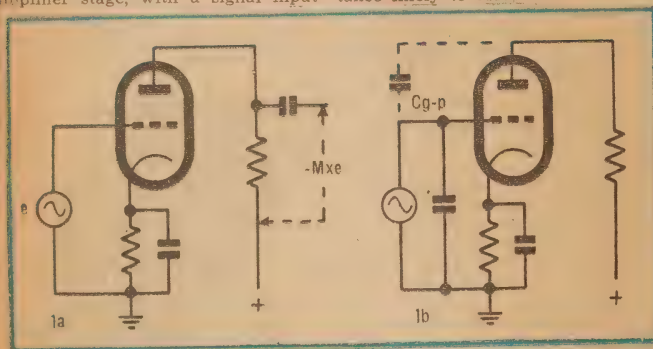 amplifier stage, with a signal input
Cg-p
-Mxe
e
1a
+
1b
+